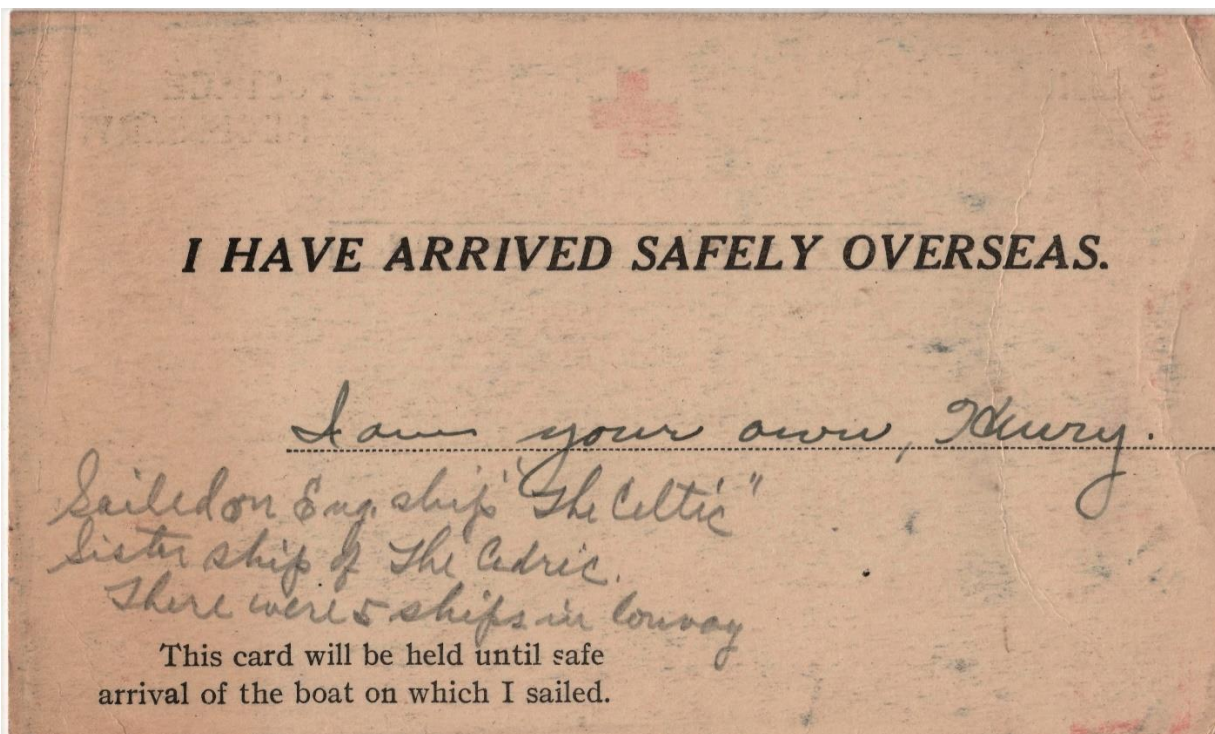 I HAVE ARRIVED SAFELY OVERSEAS.
I am your own, Henry.
Sailed on Eng. ship "The Celtic"
Sister ship of The Cedric.
There were 5 ships in Convoy
This card will be held until safe
arrival of the boat on which I sailed.